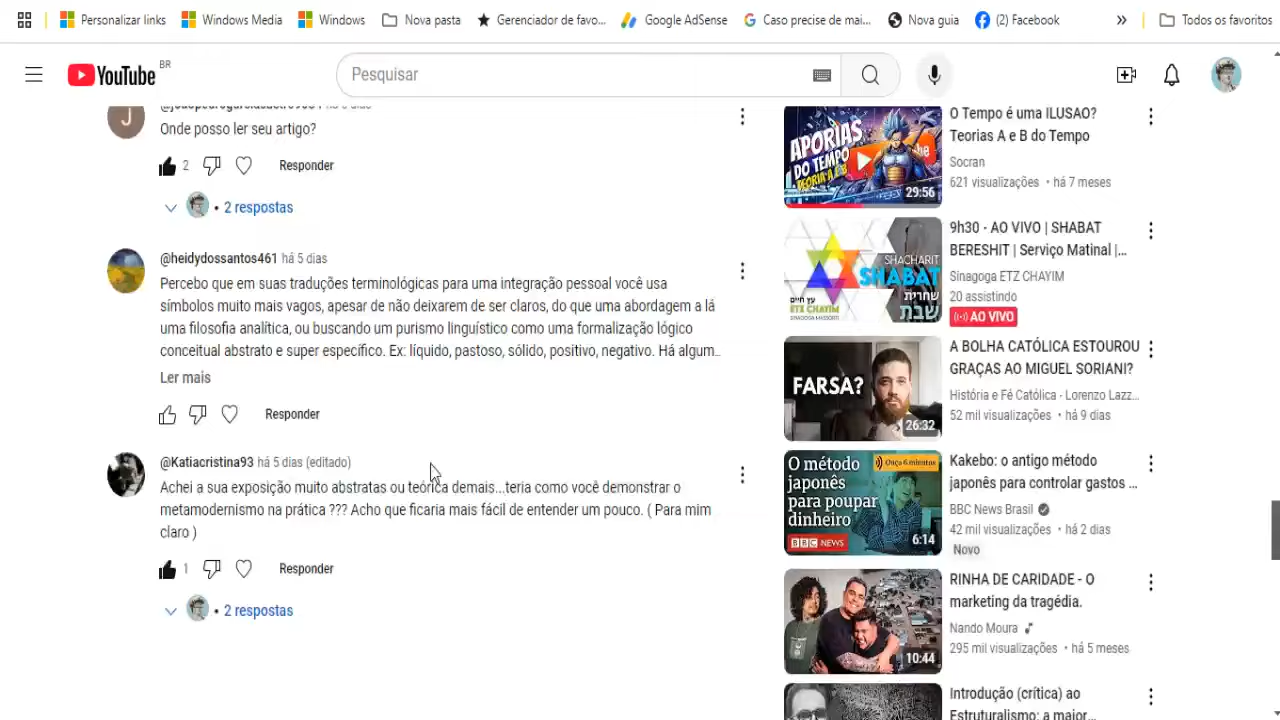 Personalizar links
Windows Media
Windows
Nova pasta
Gerenciador de favo...
Google AdSense
Caso precise de mai...
Nova guia
(2) Facebook
Todos os favoritos
YouTube BR
Pesquisar
Onde posso ler seu artigo?
2
Responder
2 respostas
@heidydossantos461 há 5 dias
Percebo que em suas traduções terminológicas para uma integração pessoal você usa
símbolos muito mais vagos, apesar de não deixarem de ser claros, do que uma abordagem a lá
uma filosofia analítica, ou buscando um purismo linguístico como uma formalização lógico
conceitual abstrato e super específico. Ex: líquido, pastoso, sólido, positivo, negativo. Há algum...
Ler mais
Responder
@Katiacristina93 há 5 dias (editado)
Achei a sua exposição muito abstratas ou teórica demais...teria como você demonstrar o
metamodernismo na prática ??? Acho que ficaria mais fácil de entender um pouco. ( Para mim
claro )
1
Responder
2 respostas
APORIAS
DO TEMPO
TEORIA A E B
29:56
O Tempo é uma ILUSAO?
Teorias A e B do Tempo
Socran
621 visualizações • há 7 meses
SHACHARIT
SHABAT
שחרית
שבת
עץ חיים
ETZ CHAYIM
9h30 - AO VIVO | SHABAT
BERESHIT | Serviço Matinal |...
Sinagoga ETZ CHAYIM
20 assistindo
AO VIVO
FARSA?
26:32
A BOLHA CATÓLICA ESTOUROU
GRAÇAS AO MIGUEL SORIANI?
História e Fé Católica - Lorenzo Lazz...
52 mil visualizações • há 9 dias
O método
japonês
para poupar
dinheiro
Ouça 6 minutos
BBC NEWS
6:14
Kakebo: o antigo método
japonês para controlar gastos ...
BBC News Brasil
42 mil visualizações • há 2 dias
Novo
10:44
RINHA DE CARIDADE - O
marketing da tragédia.
Nando Moura
295 mil visualizações • há 5 meses
Introdução (crítica) ao
Estruturalismo: a maior...